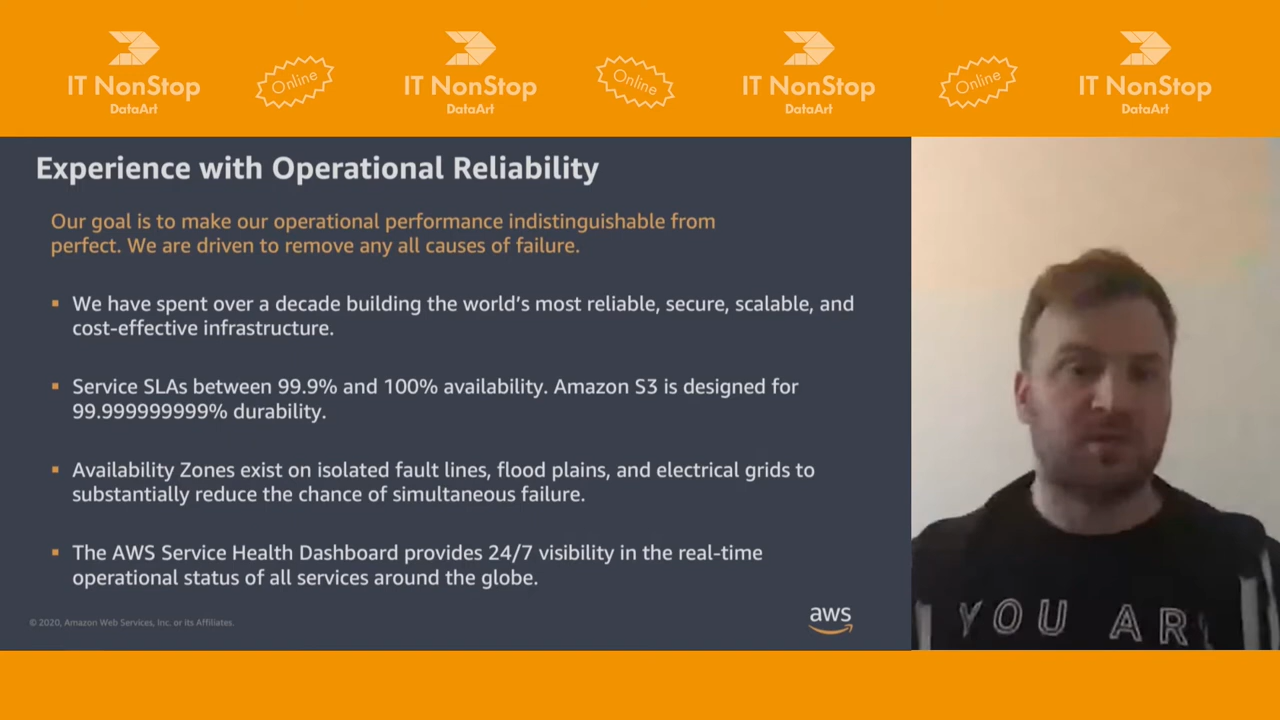 IT NonStop
DataArt
Online
IT NonStop
DataArt
Online
IT NonStop
DataArt
Online
IT NonStop
DataArt
Experience with Operational Reliability
Our goal is to make our operational performance indistinguishable from
perfect. We are driven to remove any all causes of failure.
▪ We have spent over a decade building the world’s most reliable, secure, scalable, and
cost-effective infrastructure.
▪ Service SLAs between 99.9% and 100% availability. Amazon S3 is designed for
99.999999999% durability.
▪ Availability Zones exist on isolated fault lines, flood plains, and electrical grids to
substantially reduce the chance of simultaneous failure.
▪ The AWS Service Health Dashboard provides 24/7 visibility in the real-time
operational status of all services around the globe.
© 2020, Amazon Web Services, Inc. or its Affiliates.
aws
YOU AR